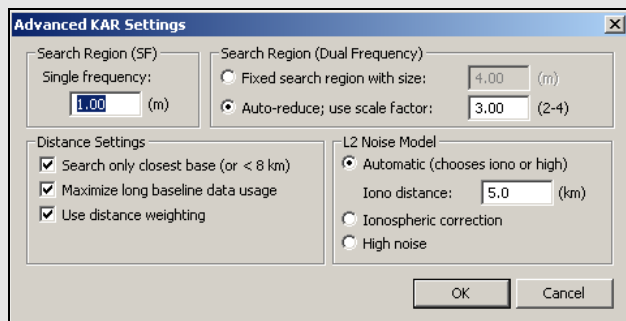 Advanced KAR Settings
Search Region (SF)
Single frequency:
1.00 (m)
Search Region (Dual Frequency)
Fixed search region with size: 4.00 (m)
Auto-reduce; use scale factor: 3.00 (2-4)
Distance Settings
Search only closest base (or < 8 km)
Maximize long baseline data usage
Use distance weighting
L2 Noise Model
Automatic (chooses iono or high)
Iono distance: 5.0 (km)
Ionospheric correction
High noise
OK Cancel